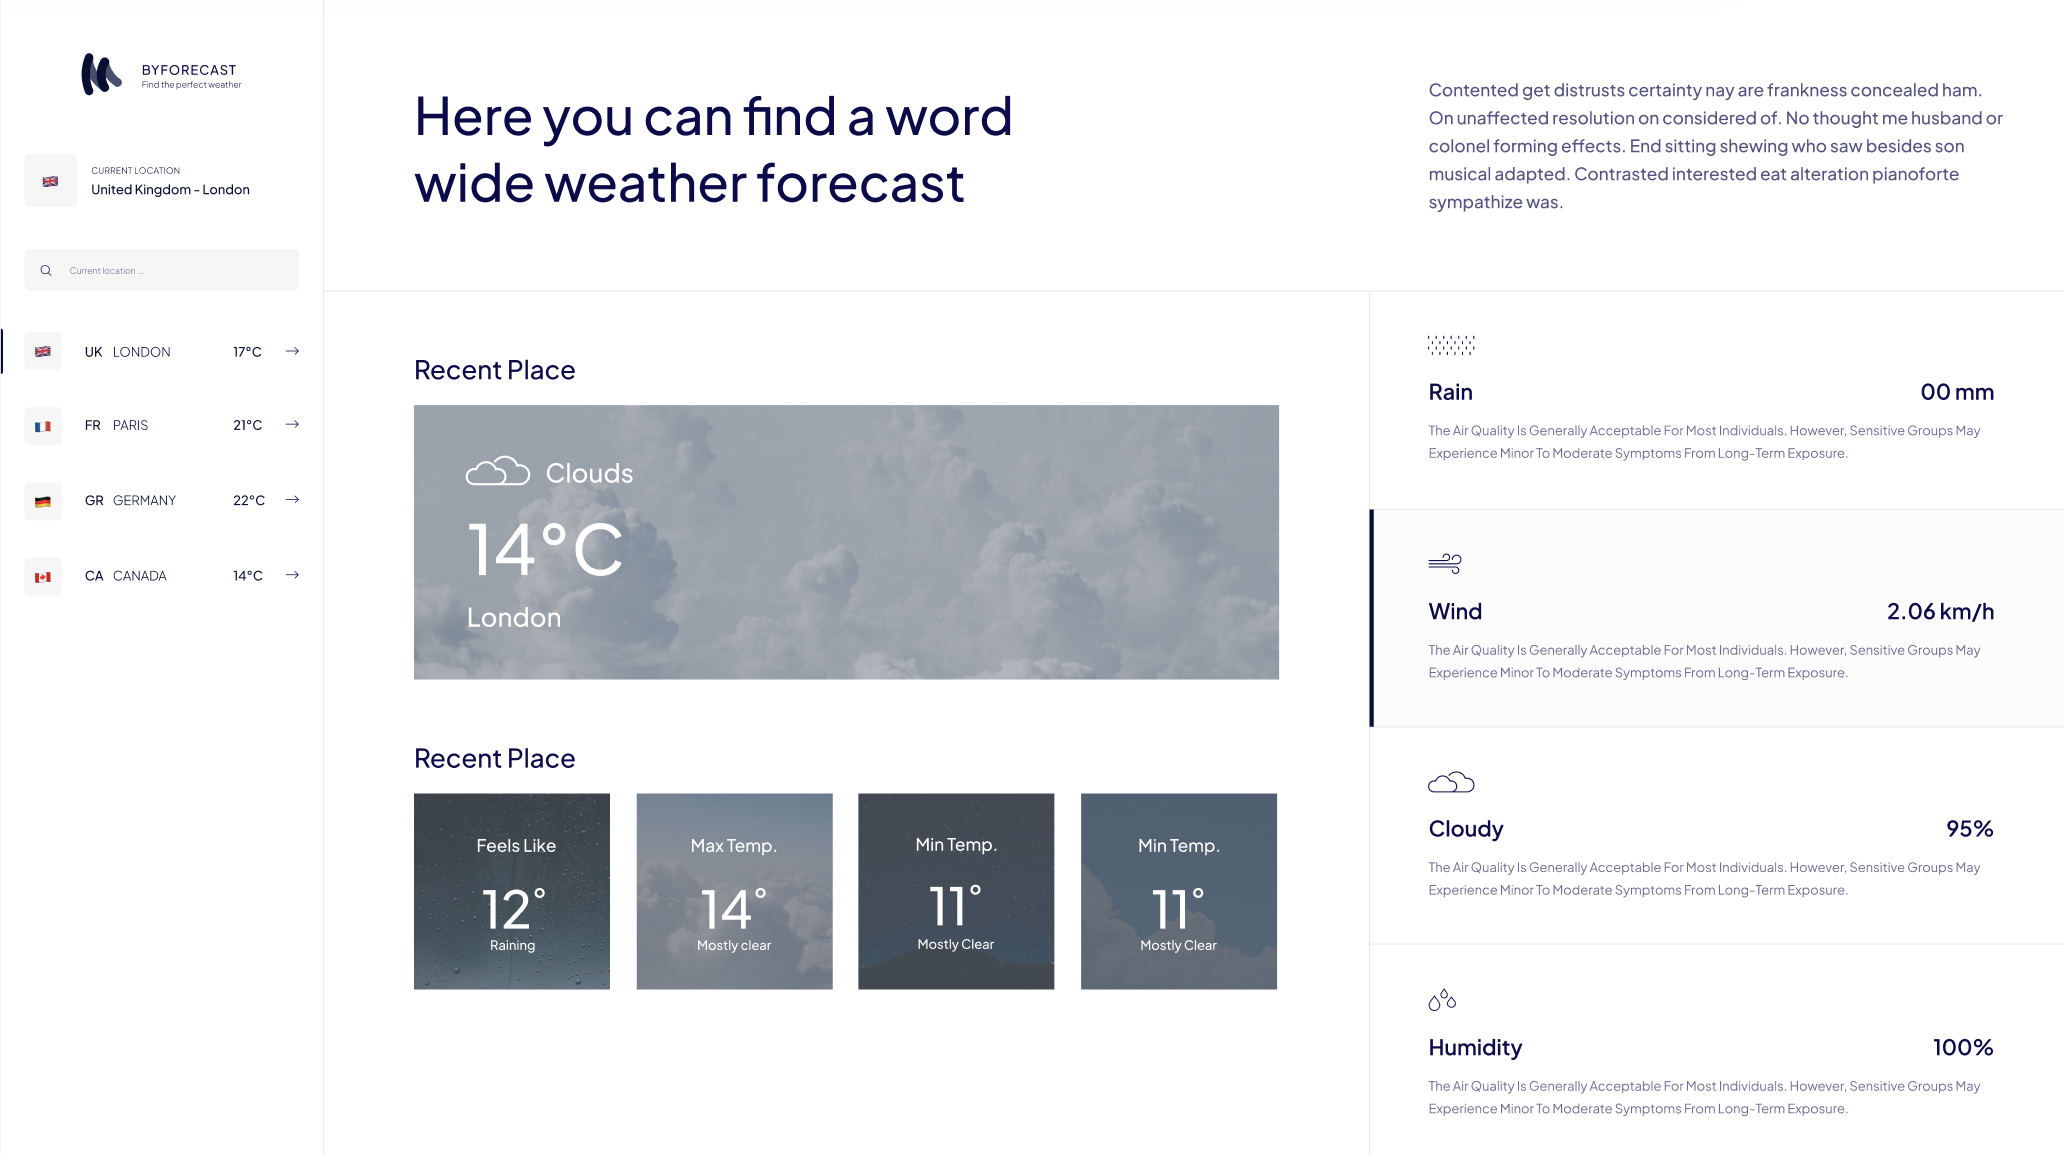 BYFORECAST
Find the perfect weather
CURRENT LOCATION
United Kingdom - London
Current location ...
UK LONDON 17°C
FR PARIS 21°C
GR GERMANY 22°C
CA CANADA 14°C
Here you can find a word
wide weather forecast
Contented get distrusts certainty nay are frankness concealed ham.
On unaffected resolution on considered of. No thought me husband or
colonel forming effects. End sitting shewing who saw besides son
musical adapted. Contrasted interested eat alteration pianoforte
sympathize was.
Recent Place
Clouds
14°C
London
Recent Place
Feels Like
12°
Raining
Max Temp.
14°
Mostly clear
Min Temp.
11°
Mostly Clear
Min Temp.
11°
Mostly Clear
Rain 00 mm
The Air Quality Is Generally Acceptable For Most Individuals. However, Sensitive Groups May
Experience Minor To Moderate Symptoms From Long-Term Exposure.
Wind 2.06 km/h
The Air Quality Is Generally Acceptable For Most Individuals. However, Sensitive Groups May
Experience Minor To Moderate Symptoms From Long-Term Exposure.
Cloudy 95%
The Air Quality Is Generally Acceptable For Most Individuals. However, Sensitive Groups May
Experience Minor To Moderate Symptoms From Long-Term Exposure.
Humidity 100%
The Air Quality Is Generally Acceptable For Most Individuals. However, Sensitive Groups May
Experience Minor To Moderate Symptoms From Long-Term Exposure.